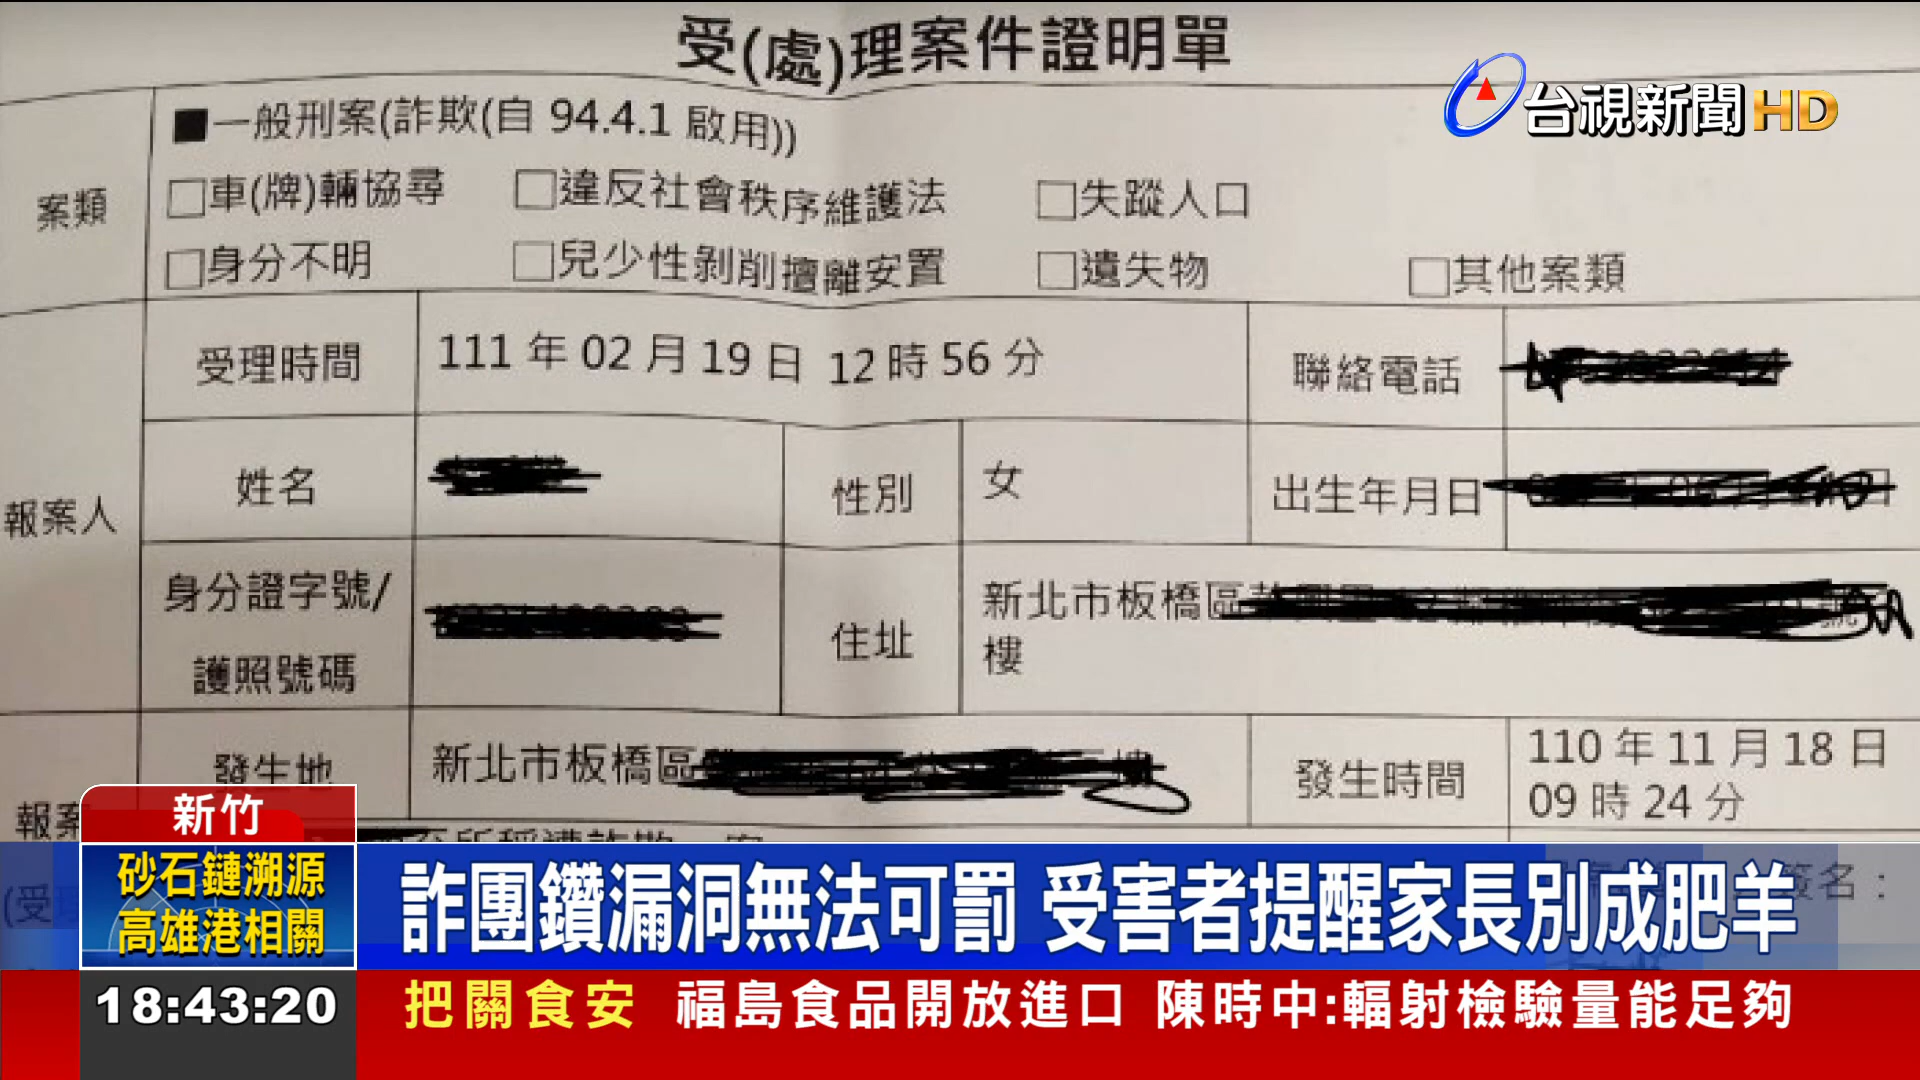 受(處)理案件證明單
台視新聞HD
案類
■一般刑案(詐欺(自 94.4.1 啟用))
□車(牌)輛協尋 □違反社會秩序維護法 □失蹤人口
□身分不明 □兒少性剝削擅離安置 □遺失物 □其他案類
報案人
受理時間 111 年 02 月 19 日 12 時 56 分 聯絡電話
姓名 性別 女 出生年月日
身分證字號/
護照號碼
住址 新北市板橋區
樓
發生地 新北市板橋區 發生時間 110 年 11 月 18 日
09 時 24 分
報案
(受
簽名:
新竹
砂石鏈溯源
高雄港相關
詐團鑽漏洞無法可罰 受害者提醒家長別成肥羊
18:43:20
把關食安 福島食品開放進口 陳時中:輻射檢驗量能足夠